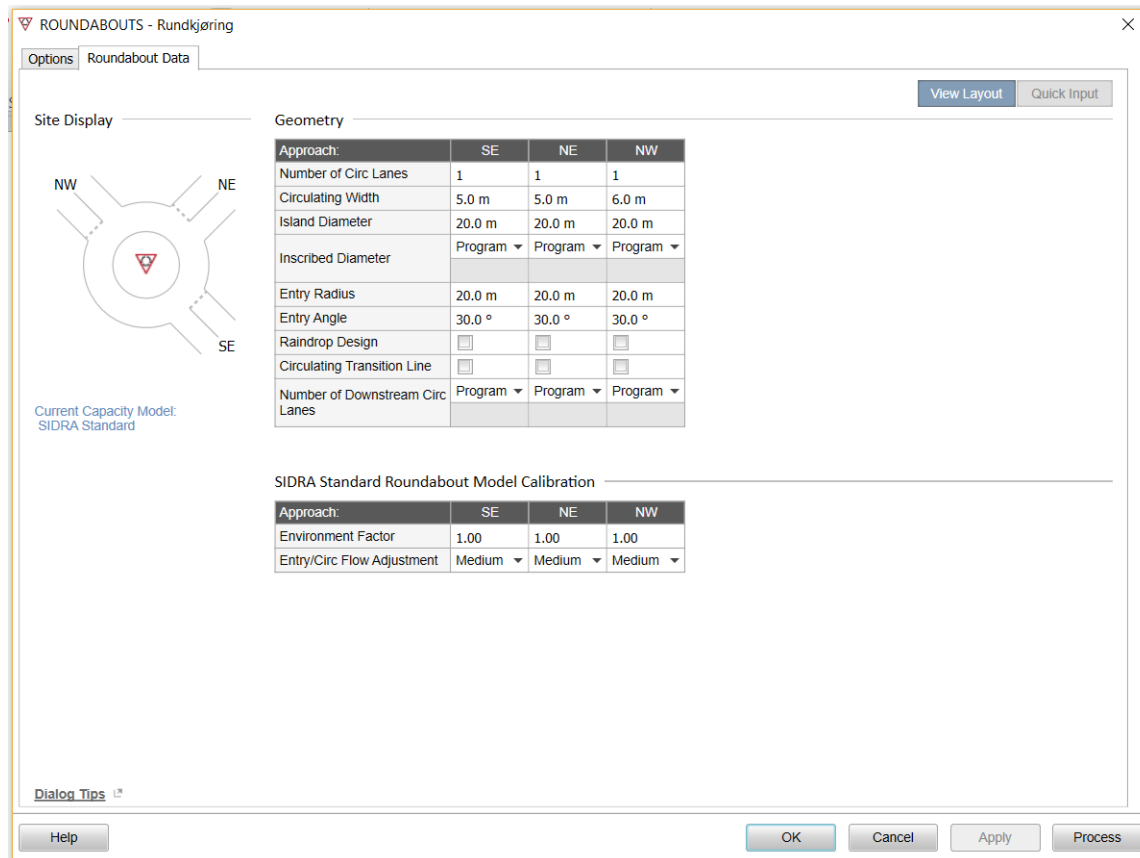 ROUNDABOUTS - Rundkjøring
Options Roundabout Data
View Layout Quick Input
Site Display
NW
NE
SE
Current Capacity Model:
SIDRA Standard
Geometry
Approach: SE NE NW
Number of Circ Lanes 1 1 1
Circulating Width 5.0 m 5.0 m 6.0 m
Island Diameter 20.0 m 20.0 m 20.0 m
Inscribed Diameter Program Program Program
Entry Radius 20.0 m 20.0 m 20.0 m
Entry Angle 30.0 º 30.0 º 30.0 º
Raindrop Design
Circulating Transition Line
Number of Downstream Circ Program Program Program
Lanes
SIDRA Standard Roundabout Model Calibration
Approach: SE NE NW
Environment Factor 1.00 1.00 1.00
Entry/Circ Flow Adjustment Medium Medium Medium
Dialog Tips
Help OK Cancel Apply Process